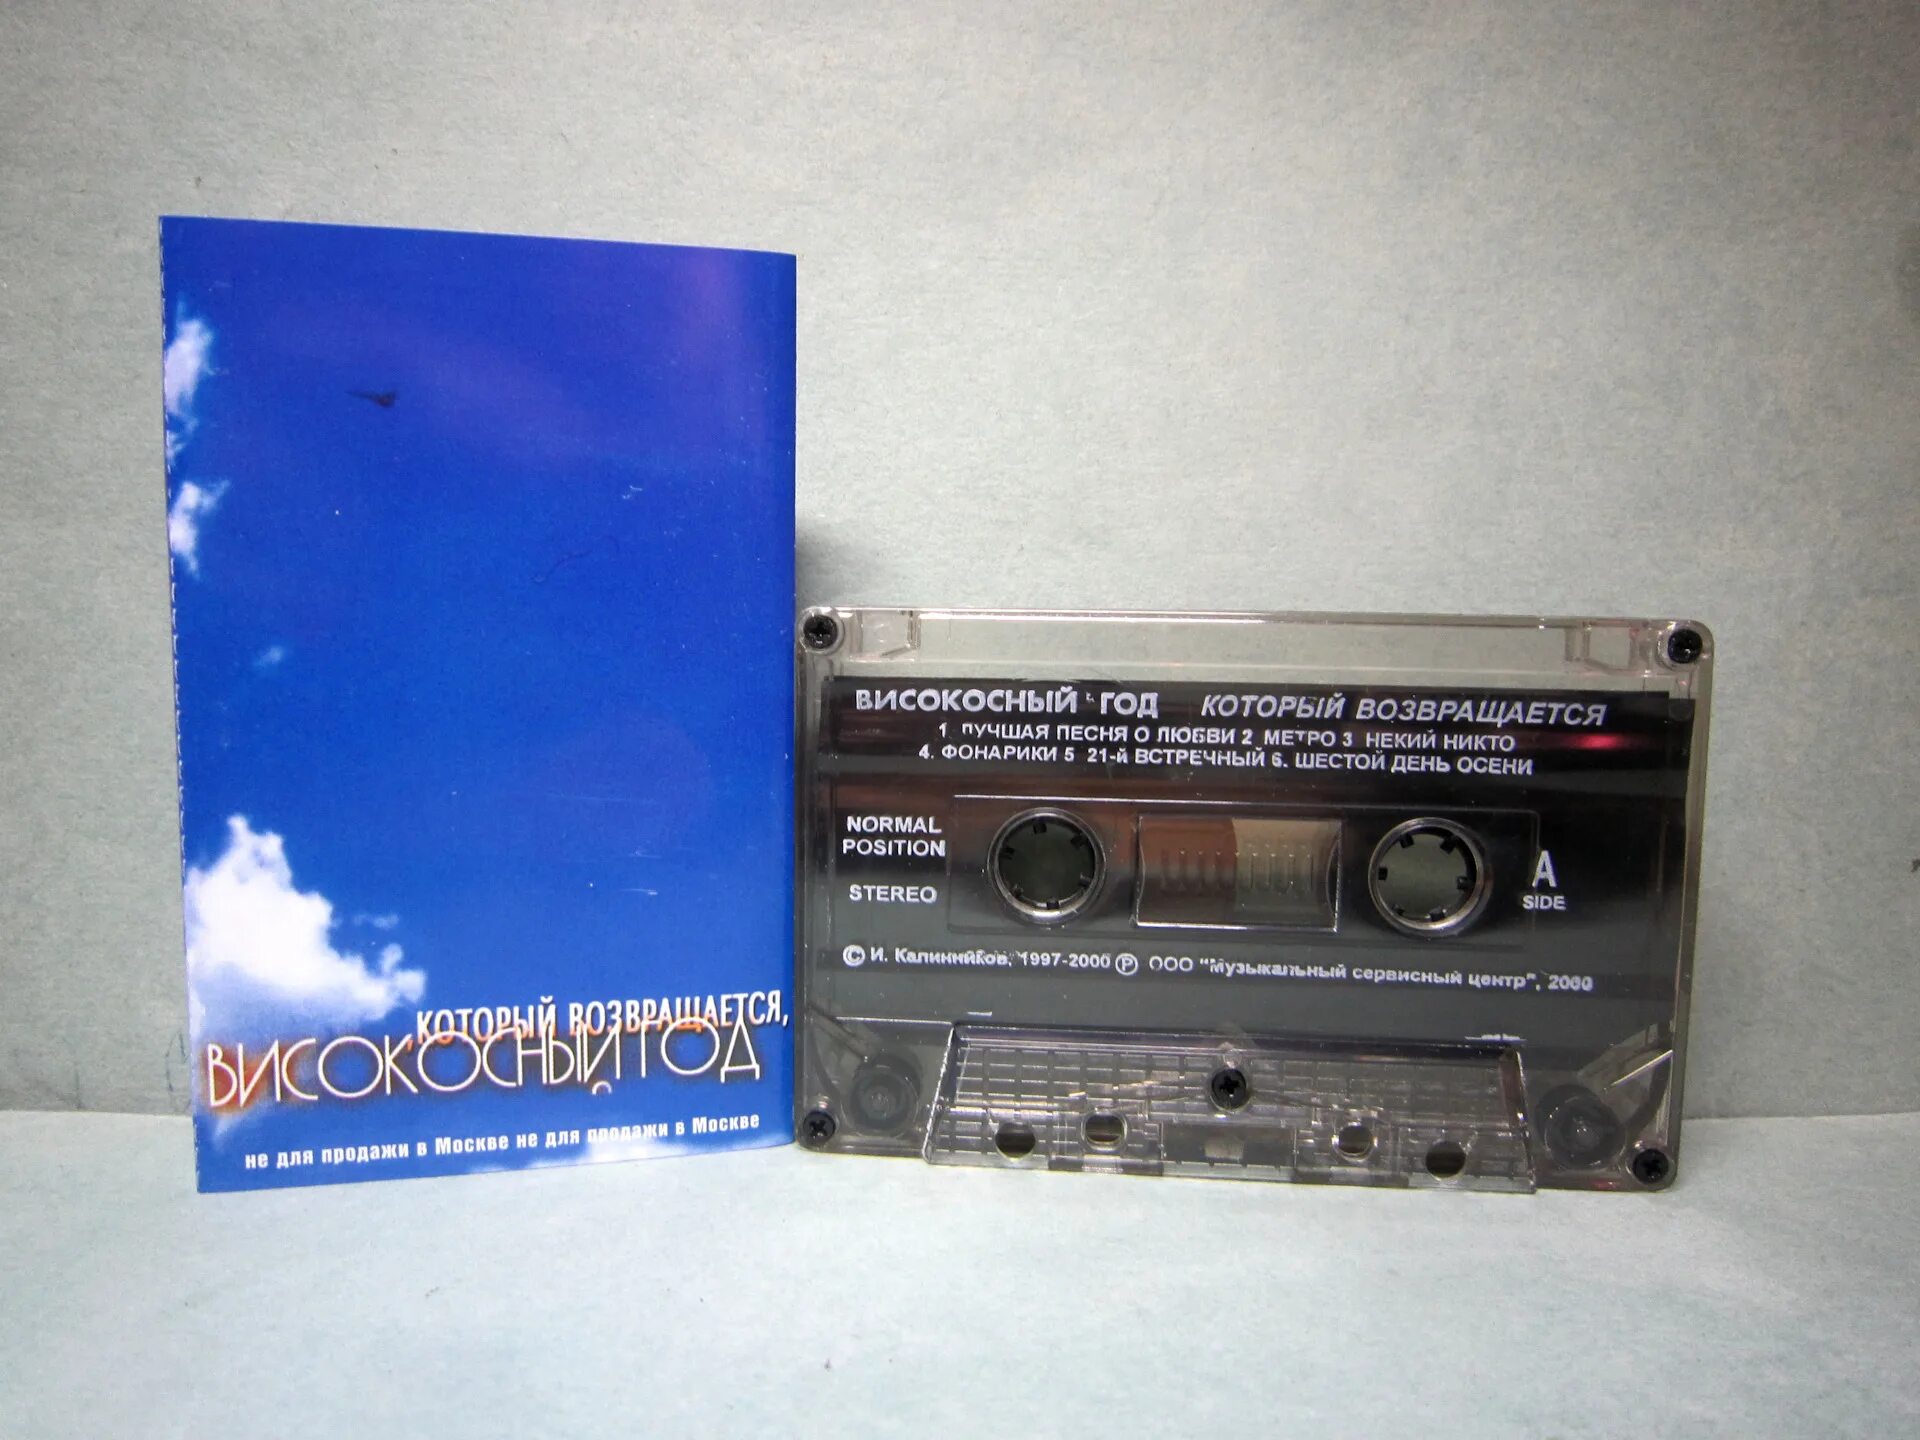 , КОТОРЫЙ ВОЗВРАЩАЕТСЯ,
ВИСОКОСНЫЙ ГОД
не для продажи в Москве не для продажи в Москве
ВИСОКОСНЫЙ ГОД КОТОРЫЙ ВОЗВРАЩАЕТСЯ
1. ЛУЧШАЯ ПЕСНЯ О ЛЮБВИ 2 МЕТРО 3 НЕКИЙ НИКТО
4. ФОНАРИКИ 5 21-й ВСТРЕЧНЫЙ 6. ШЕСТОЙ ДЕНЬ ОСЕНИ
NORMAL
POSITION
STEREO
A
SIDE
© И. Калинников, 1997-2000 ℗ ООО "Музыкальный сервисный центр", 2000